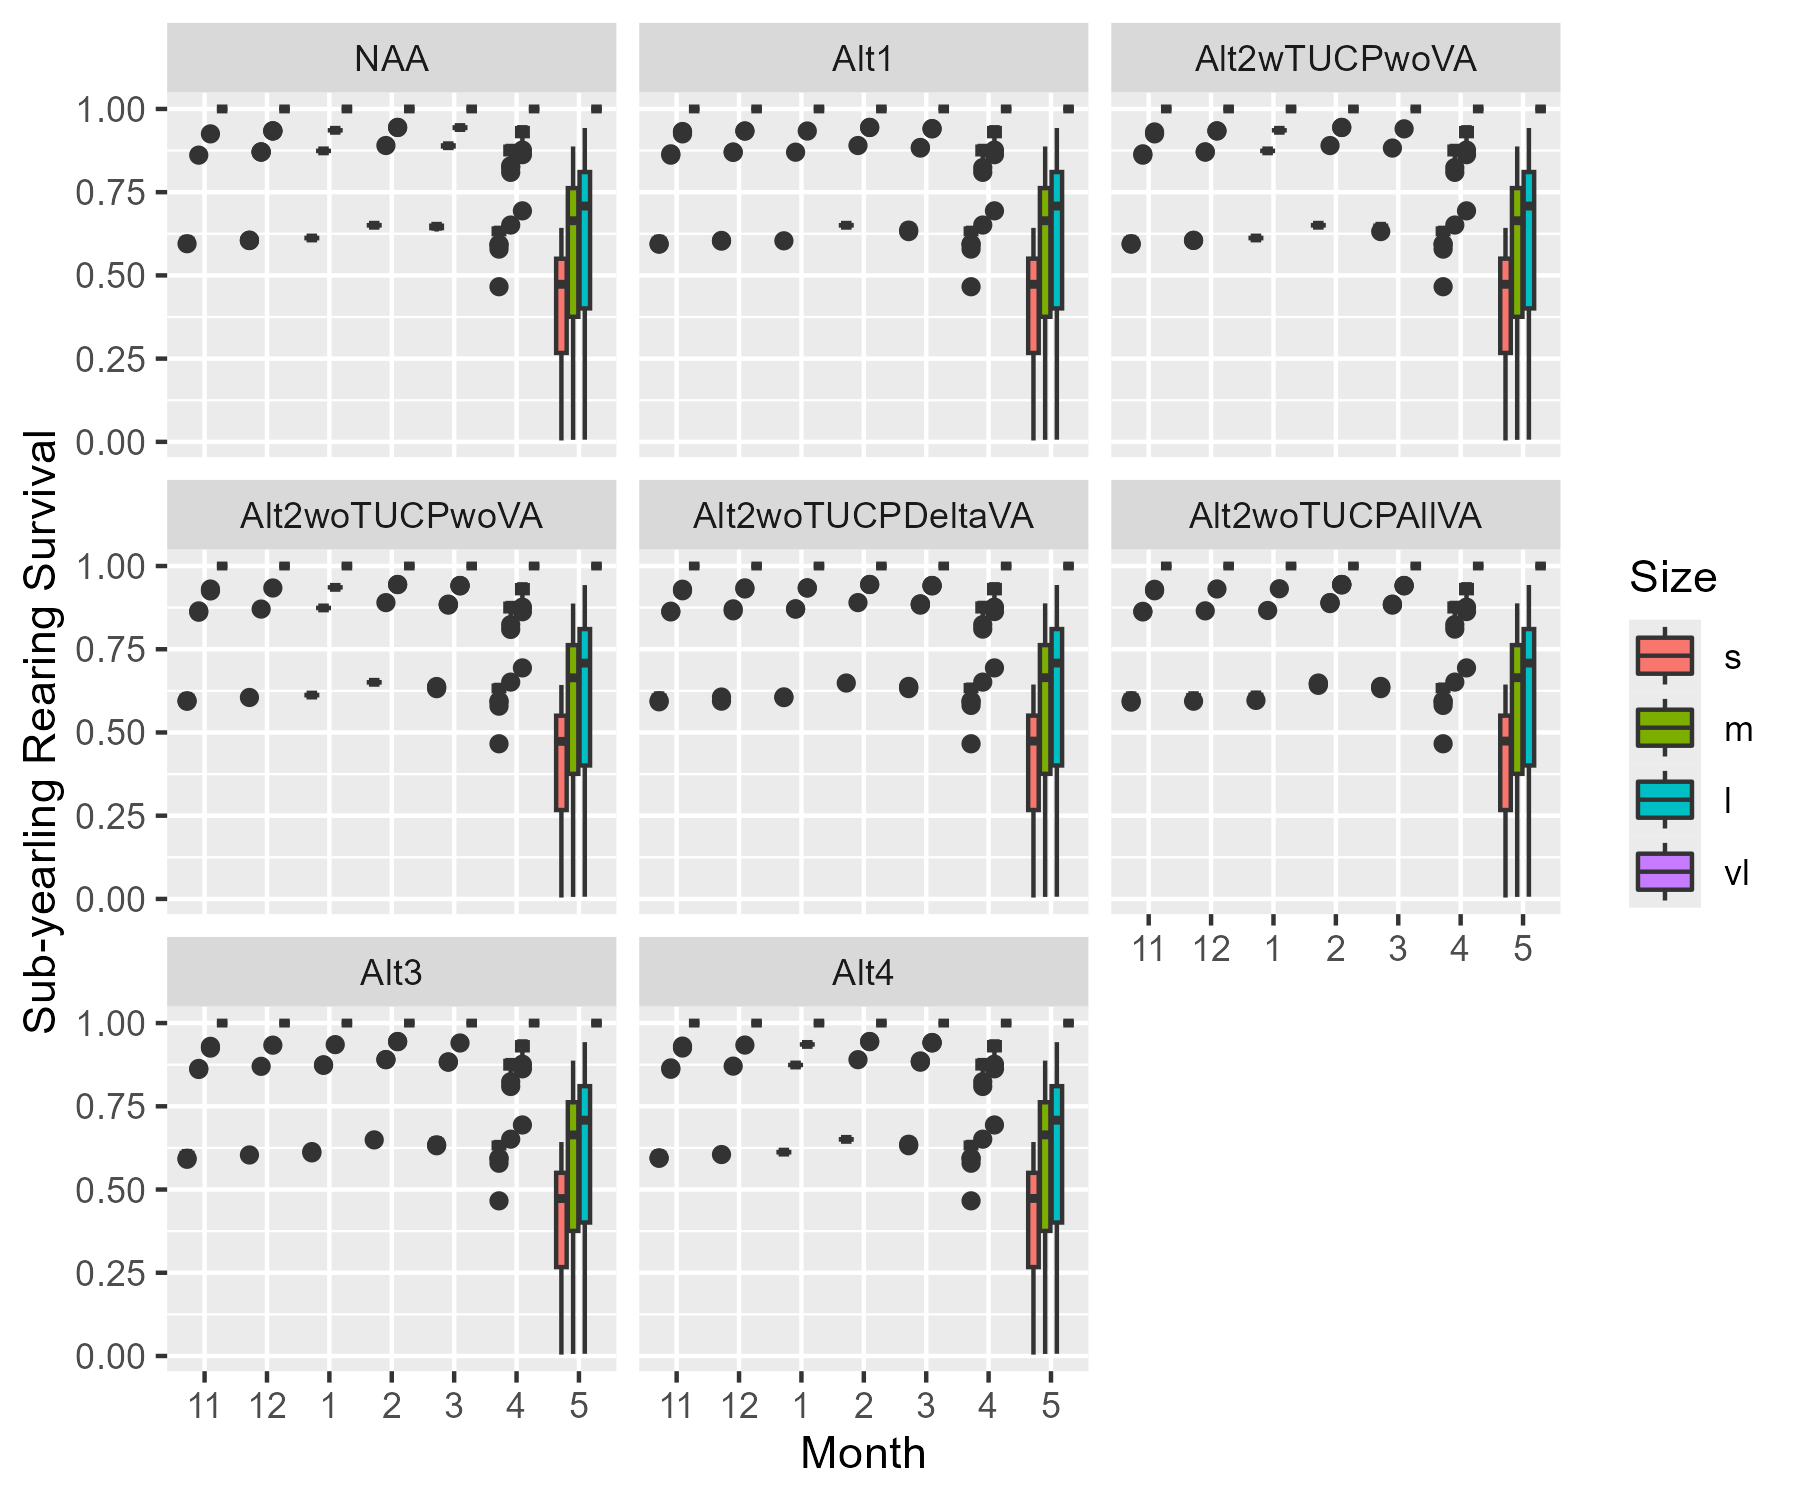 NAA
Alt1
Alt2wTUCPwoVA
1.00
0.75
0.50
0.25
0.00
Alt2woTUCPwoVA
Alt2woTUCPDeltaVA
Alt2woTUCPAllVA
1.00
0.75
0.50
0.25
0.00
11 12 1 2 3 4 5
Alt3
Alt4
1.00
0.75
0.50
0.25
0.00
11 12 1 2 3 4 5
11 12 1 2 3 4 5
Month
Sub-yearling Rearing Survival
Size
s
m
l
vl